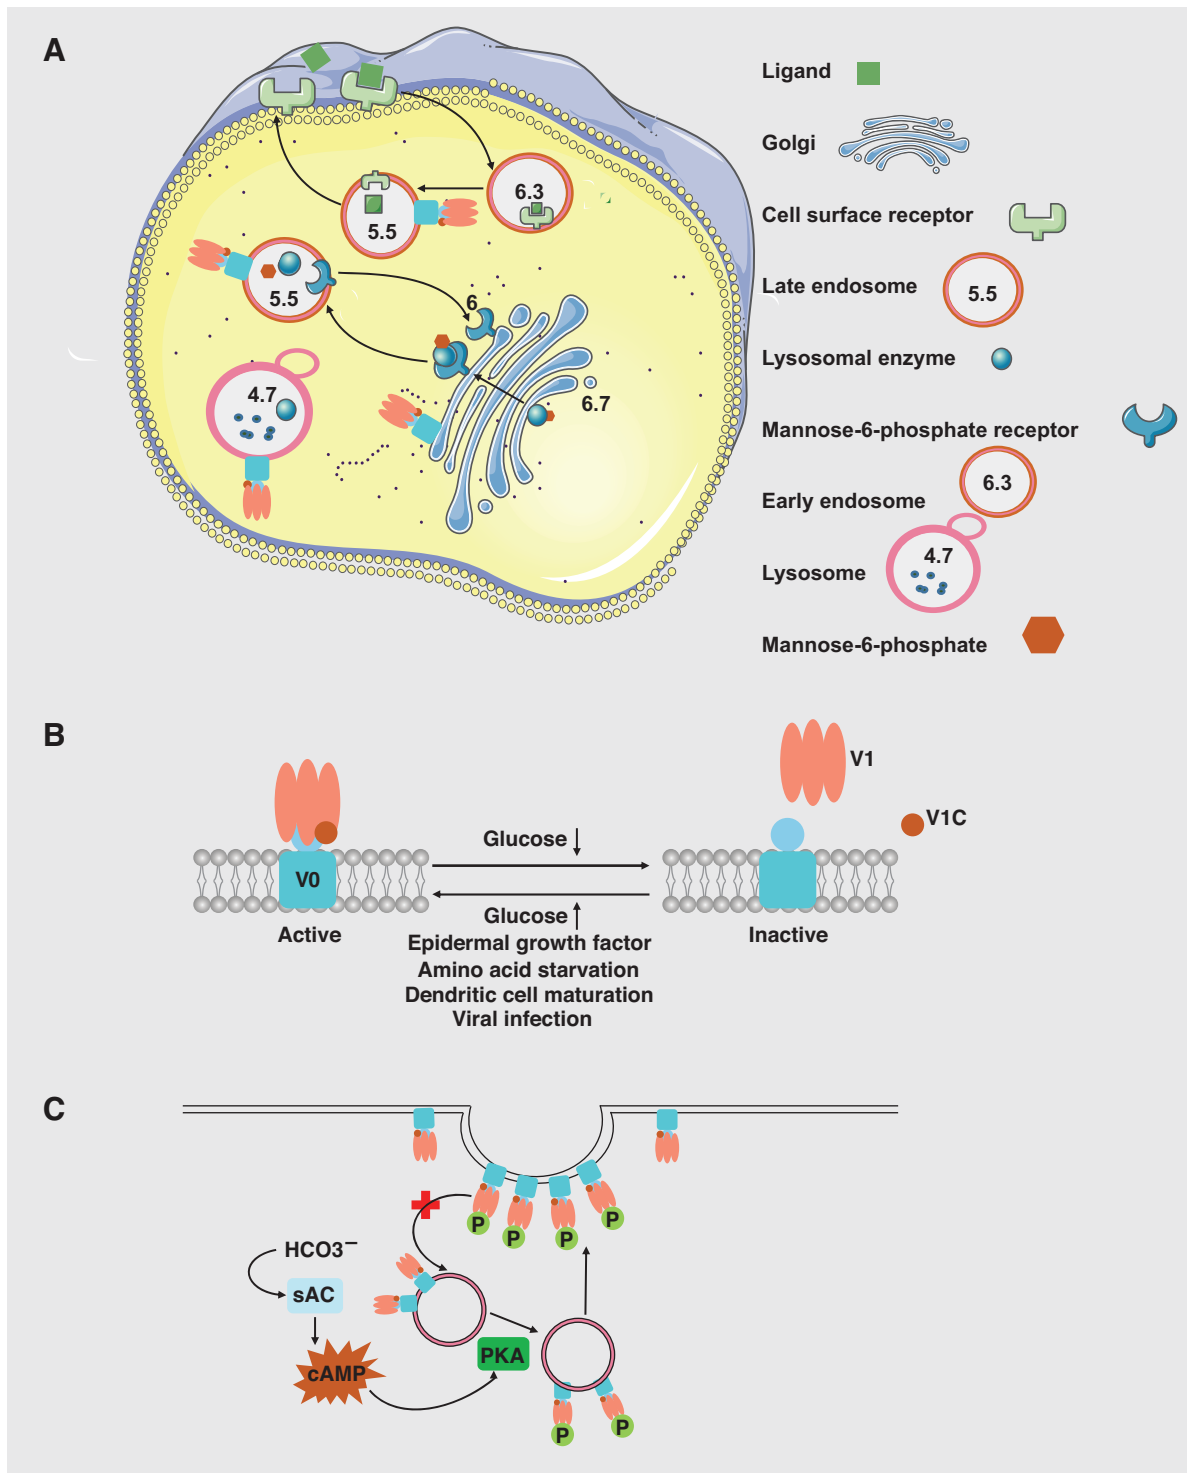 A
6.3
5.5
5.5
6
4.7
6.7
Ligand
Golgi
Cell surface receptor
Late endosome
5.5
Lysosomal enzyme
Mannose-6-phosphate receptor
Early endosome
6.3
Lysosome
4.7
Mannose-6-phosphate
B
V1
V1C
V0
Glucose ↓
Glucose ↑
Active
Inactive
Epidermal growth factor
Amino acid starvation
Dendritic cell maturation
Viral infection
C
P
P
P
P
HCO3⁻
sAC
cAMP
PKA
P
P